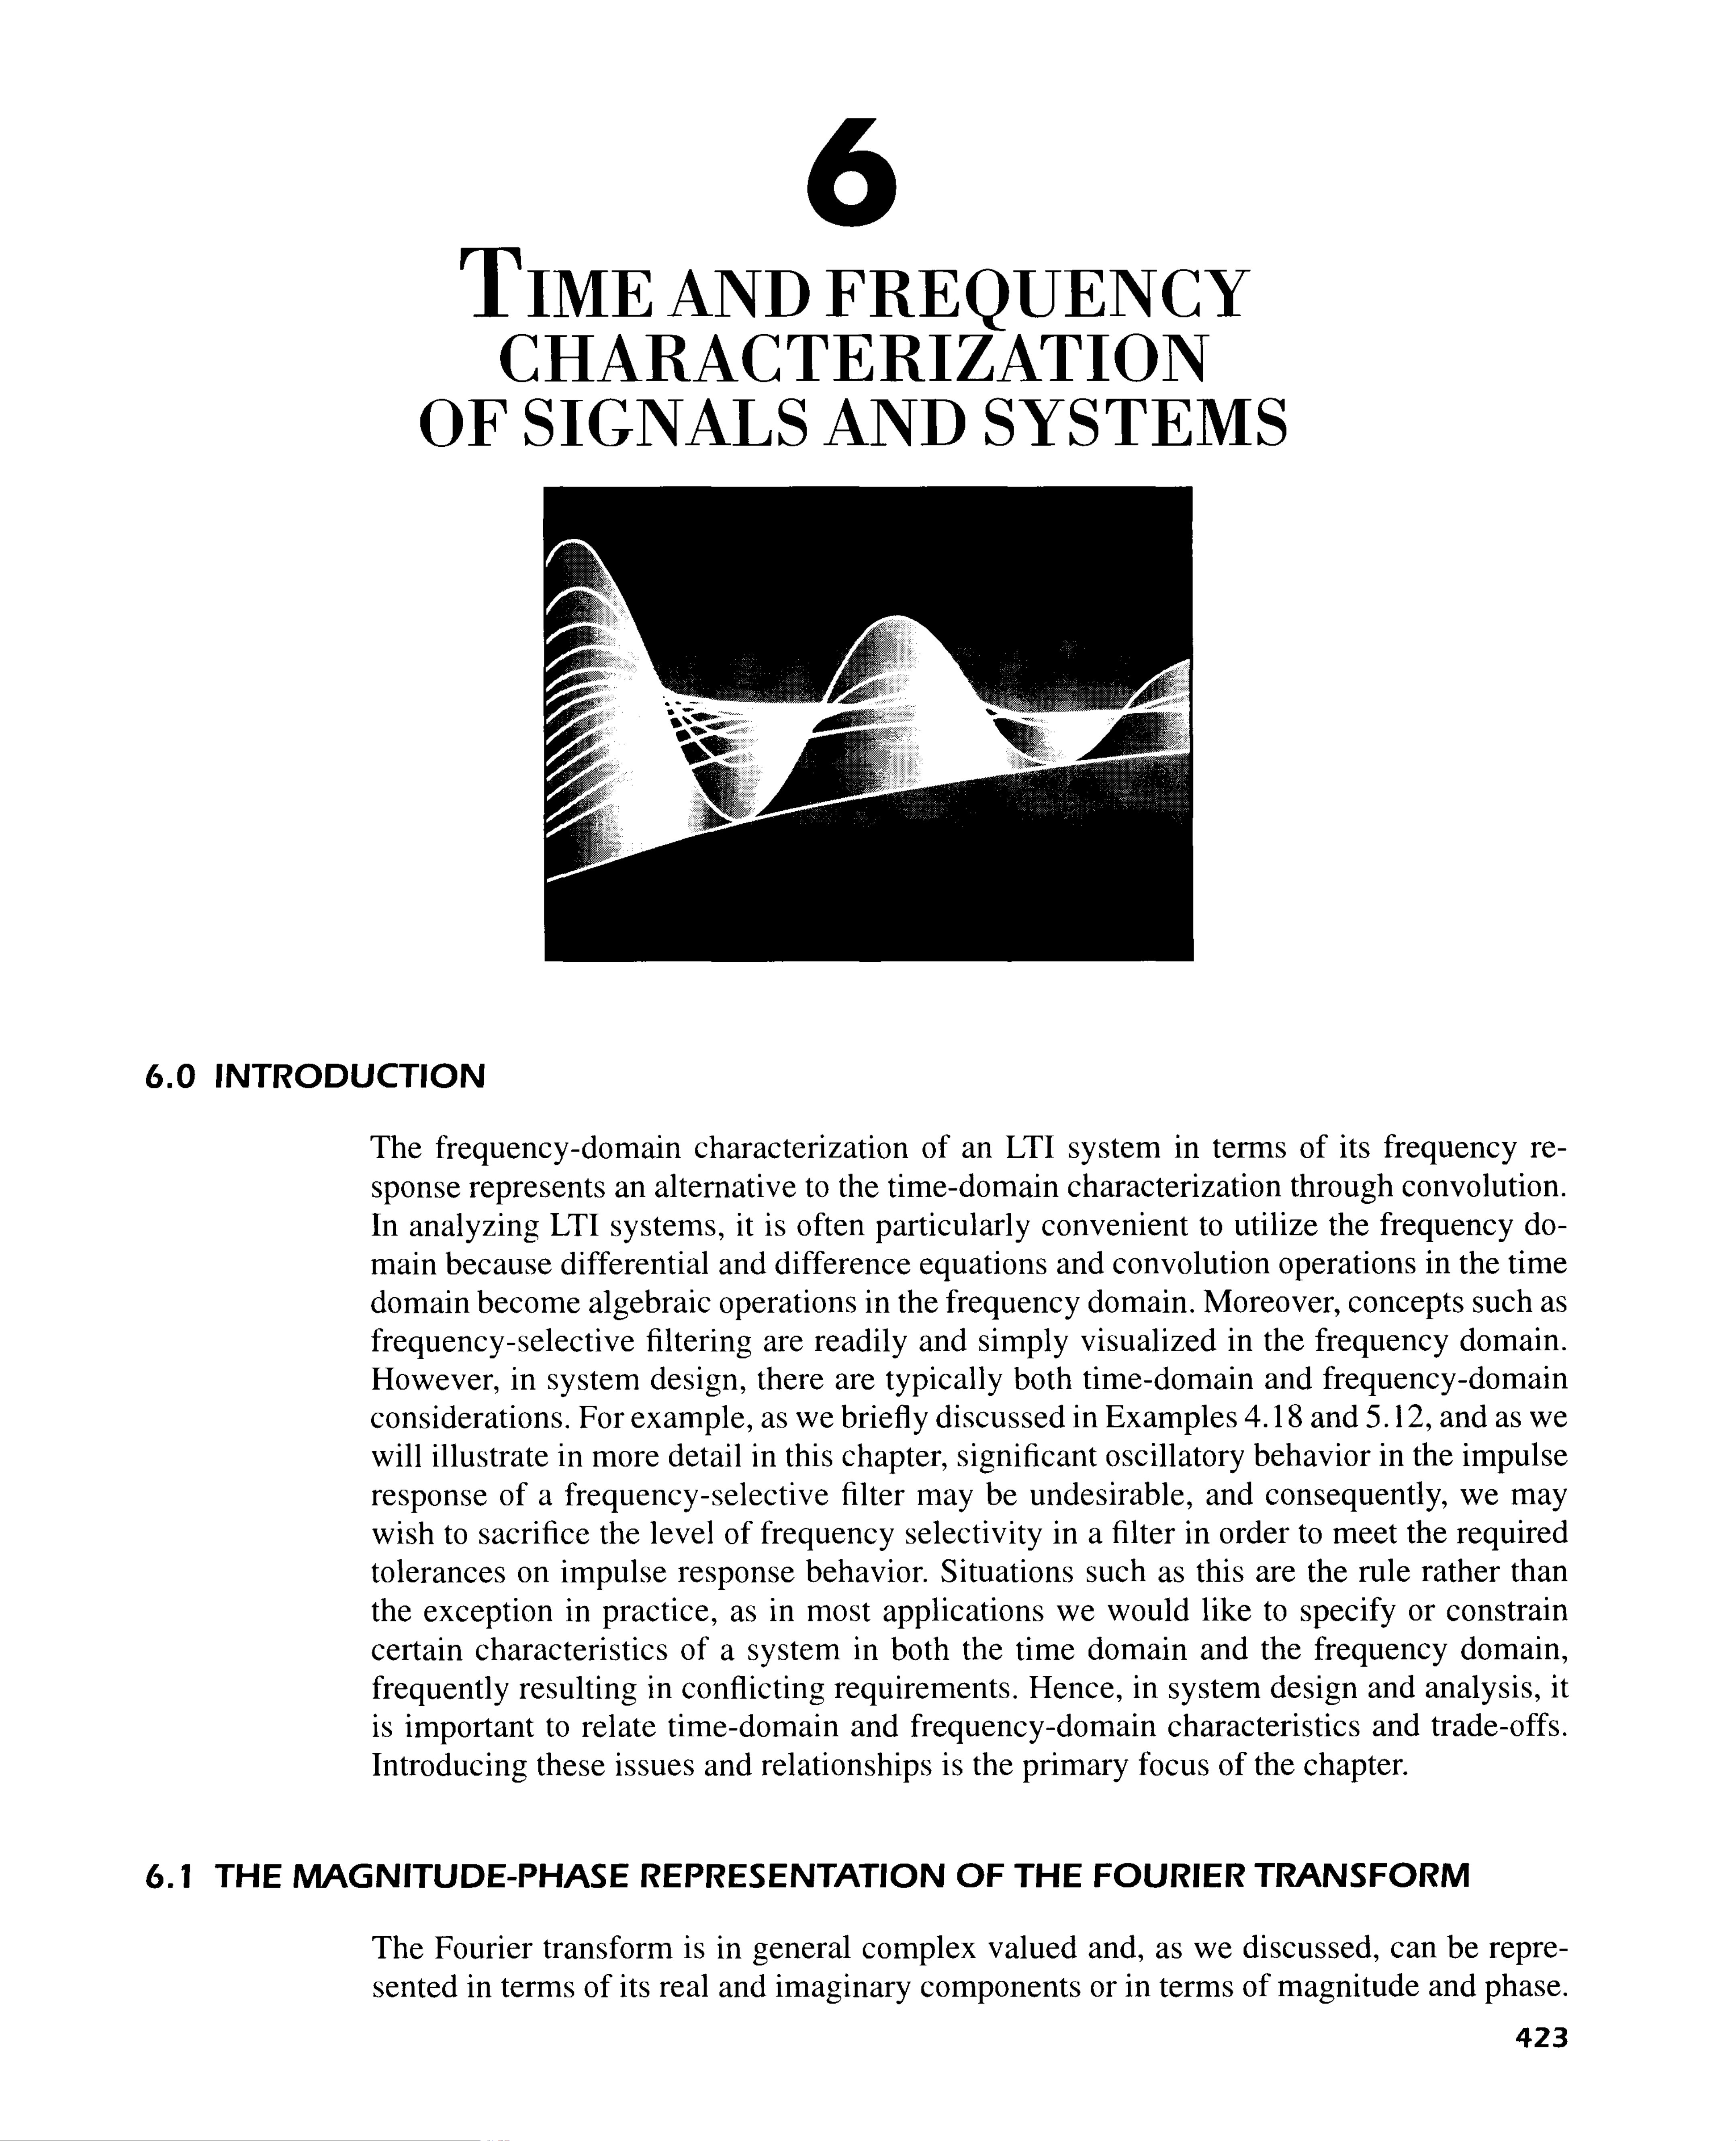 6
TIME AND FREQUENCY
CHARACTERIZATION
OF SIGNALS AND SYSTEMS
6.0 INTRODUCTION
The frequency-domain characterization of an LTI system in terms of its frequency re-
sponse represents an alternative to the time-domain characterization through convolution.
In analyzing LTI systems, it is often particularly convenient to utilize the frequency do-
main because differential and difference equations and convolution operations in the time
domain become algebraic operations in the frequency domain. Moreover, concepts such as
frequency-selective filtering are readily and simply visualized in the frequency domain.
However, in system design, there are typically both time-domain and frequency-domain
considerations. For example, as we briefly discussed in Examples 4.18 and 5.12, and as we
will illustrate in more detail in this chapter, significant oscillatory behavior in the impulse
response of a frequency-selective filter may be undesirable, and consequently, we may
wish to sacrifice the level of frequency selectivity in a filter in order to meet the required
tolerances on impulse response behavior. Situations such as this are the rule rather than
the exception in practice, as in most applications we would like to specify or constrain
certain characteristics of a system in both the time domain and the frequency domain,
frequently resulting in conflicting requirements. Hence, in system design and analysis, it
is important to relate time-domain and frequency-domain characteristics and trade-offs.
Introducing these issues and relationships is the primary focus of the chapter.
6.1 THE MAGNITUDE-PHASE REPRESENTATION OF THE FOURIER TRANSFORM
The Fourier transform is in general complex valued and, as we discussed, can be repre-
sented in terms of its real and imaginary components or in terms of magnitude and phase.
423